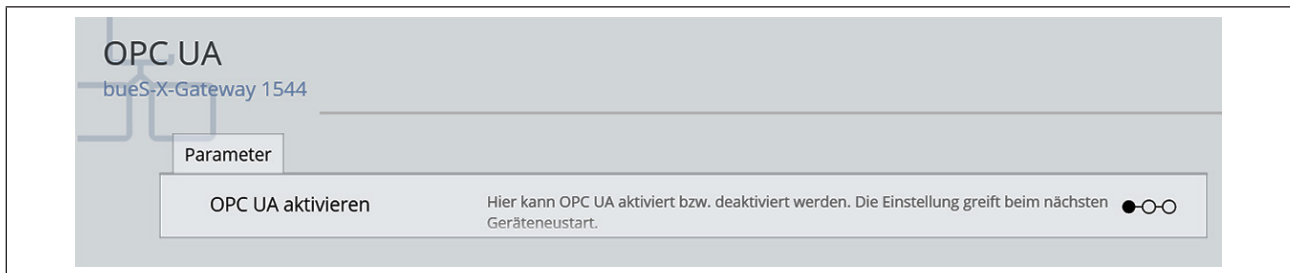 OPC UA
bueS-X-Gateway 1544
Parameter
OPC UA aktivieren
Hier kann OPC UA aktiviert bzw. deaktiviert werden. Die Einstellung greift beim nächsten
Geräteneustart.